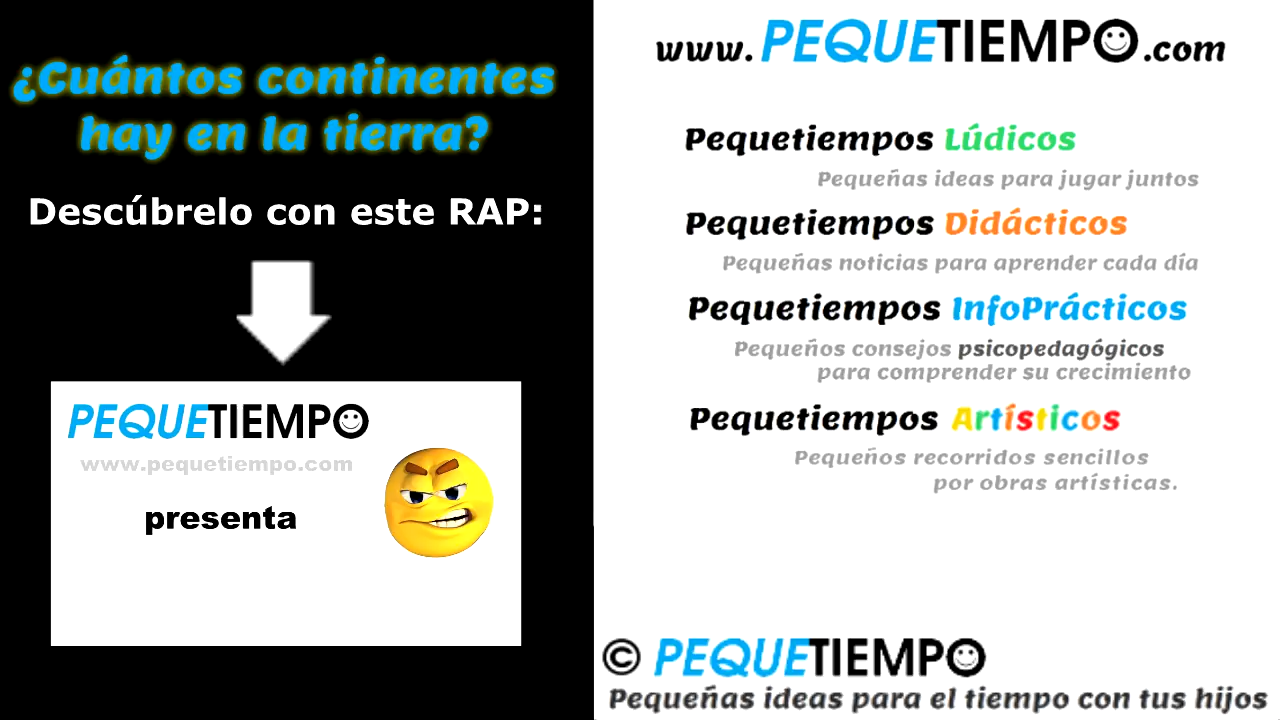 ¿Cuántos continentes
hay en la tierra?
Descúbrelo con este RAP:
PEQUETIEMPO
www.pequetiempo.com
presenta
www.PEQUETIEMPO.com
Pequetiempos Lúdicos
Pequeñas ideas para jugar juntos
Pequetiempos Didácticos
Pequeñas noticias para aprender cada día
Pequetiempos InfoPrácticos
Pequeños consejos psicopedagógicos
para comprender su crecimiento
Pequetiempos Artísticos
Pequeños recorridos sencillos
por obras artísticas.
© PEQUETIEMPO
Pequeñas ideas para el tiempo con tus hijos